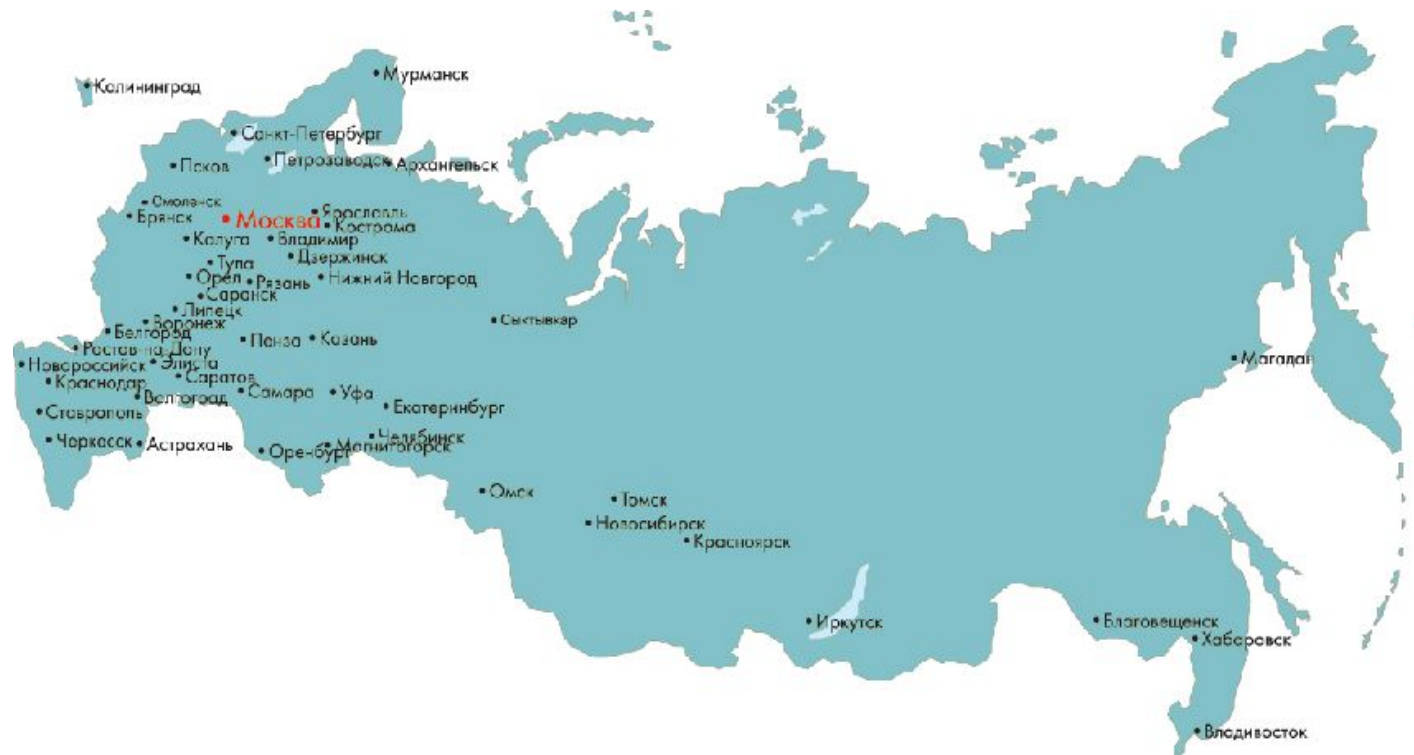 Мурманск
Калининград
Санкт-Петербург
Петрозаводск
Архангельск
Псков
Смоленск
Брянск
Москва
Ярославль
Кострома
Калуга
Владимир
Дзержинск
Тула
Орел
Рязань
Нижний Новгород
Саранск
Липецк
Воронеж
Сыктывкар
Белгород
Пенза
Казань
Ростов-на-Дону
Новороссийск
Элиста
Магадан
Краснодар
Саратов
Волгоград
Самара
Уфа
Екатеринбург
Ставрополь
Черкесск
Астрахань
Челябинск
Магнитогорск
Оренбург
Омск
Томск
Новосибирск
Красноярск
Иркутск
Благовещенск
Хабаровск
Владивосток